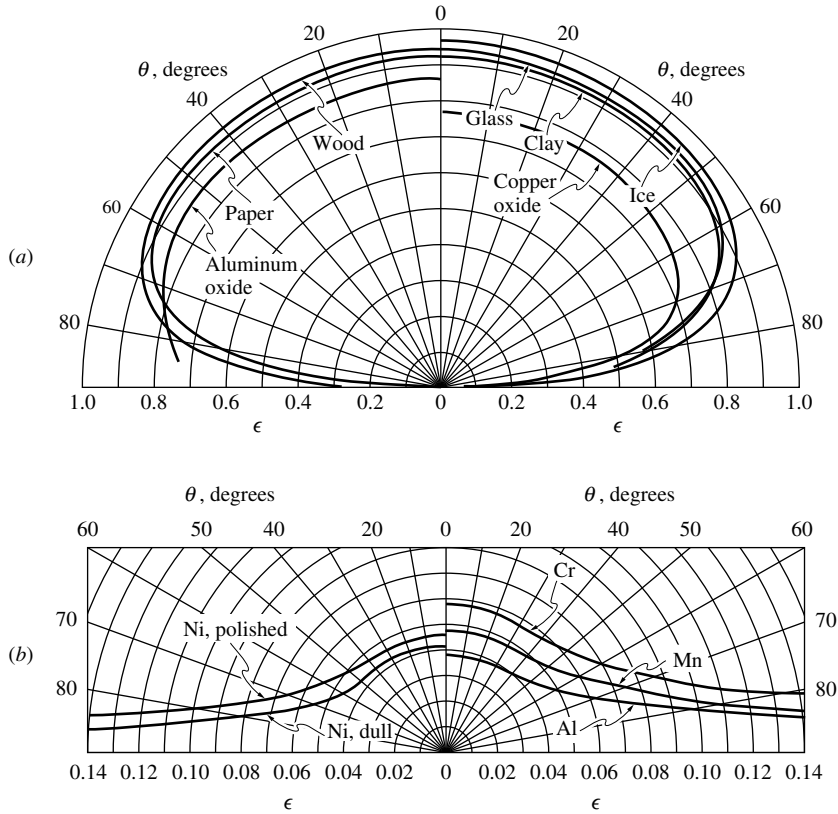 0
20 20
θ, degrees θ, degrees
40 40
Glass
Wood Clay
Copper oxide
Ice
Paper
60 60
(a)
Aluminum oxide
80 80
1.0 0.8 0.6 0.4 0.2 0 0.2 0.4 0.6 0.8 1.0
ϵ ϵ
θ, degrees θ, degrees
60 50 40 20 0 20 40 50 60
Cr
70 70
Ni, polished
(b)
Mn
80 80
Ni, dull Al
0.14 0.12 0.10 0.08 0.06 0.04 0.02 0 0.02 0.04 0.06 0.08 0.10 0.12 0.14
ϵ ϵ